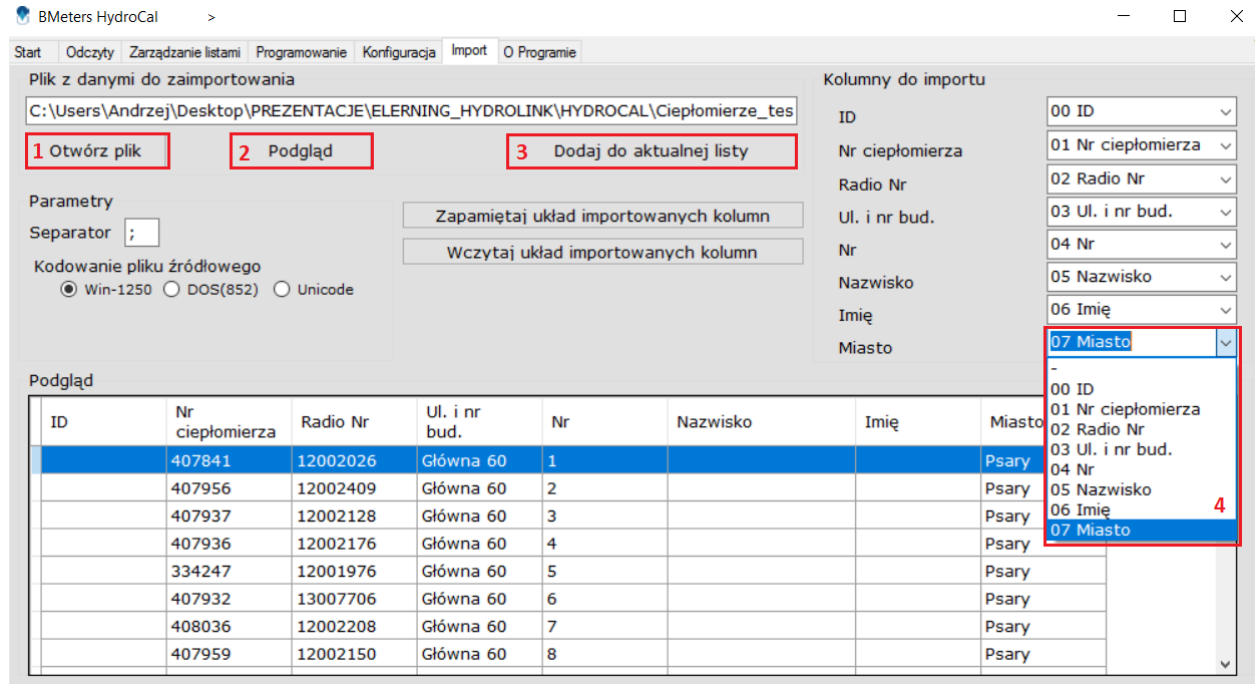 BMeters HydroCal >
Start Odczyty Zarządzanie listami Programowanie Konfiguracja Import O Programie
Plik z danymi do zaimportowania
C:\Users\Andrzej\Desktop\PREZENTACJE\ELERNING_HYDROLINK\HYDROCAL\Ciepłomierze_tes
1 Otwórz plik
2 Podgląd
3 Dodaj do aktualnej listy
Parametry
Separator ;
Kodowanie pliku źródłowego
Win-1250 DOS(852) Unicode
Zapamiętaj układ importowanych kolumn
Wczytaj układ importowanych kolumn
Kolumny do importu
ID 00 ID
Nr ciepłomierza 01 Nr ciepłomierza
Radio Nr 02 Radio Nr
Ul. i nr bud. 03 Ul. i nr bud.
Nr 04 Nr
Nazwisko 05 Nazwisko
Imię 06 Imię
Miasto 07 Miasto
-
00 ID
01 Nr ciepłomierza
02 Radio Nr
03 Ul. i nr bud.
04 Nr
05 Nazwisko
06 Imię
07 Miasto
4
Podgląd
ID Nr ciepłomierza Radio Nr Ul. i nr bud. Nr Nazwisko Imię Miasto
407841 12002026 Główna 60 1 Psary
407956 12002409 Główna 60 2 Psary
407937 12002128 Główna 60 3 Psary
407936 12002176 Główna 60 4 Psary
334247 12001976 Główna 60 5 Psary
407932 13007706 Główna 60 6 Psary
408036 12002208 Główna 60 7 Psary
407959 12002150 Główna 60 8 Psary